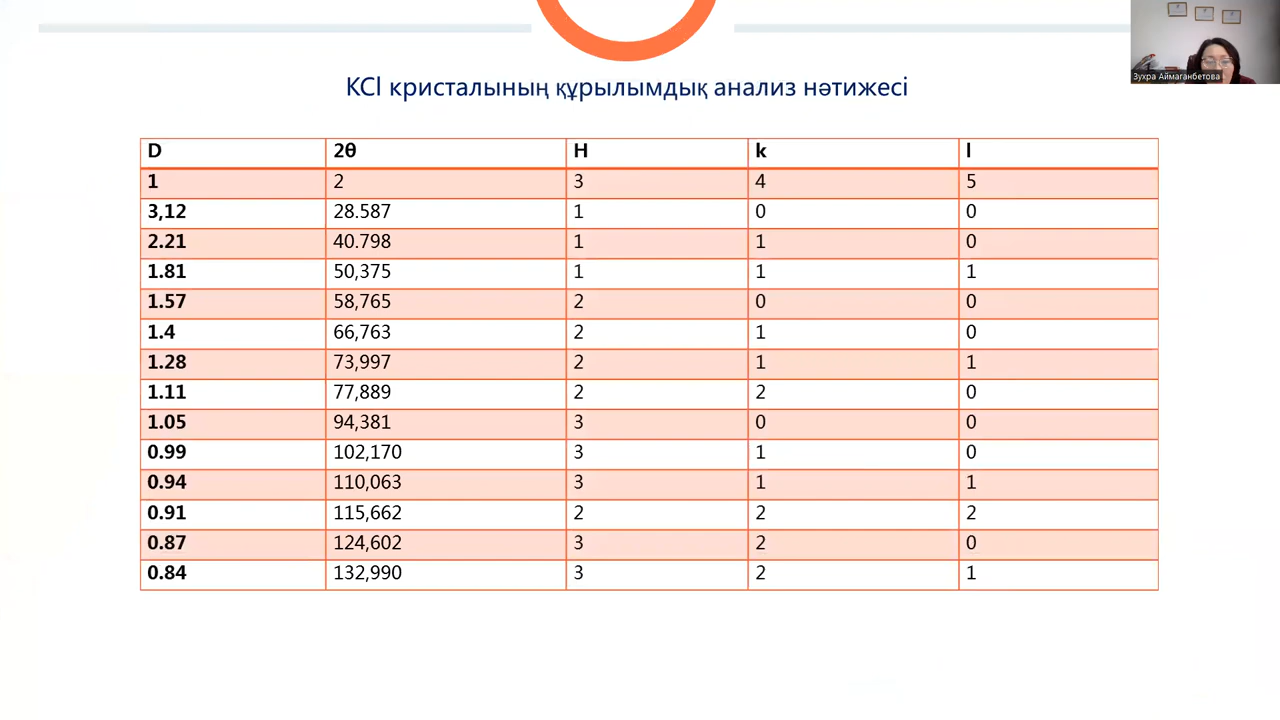 KCl кристалының құрылымдық анализ нәтижесі
Зухра Аймаганбетова
D 2θ H k l
1 2 3 4 5
3,12 28.587 1 0 0
2.21 40.798 1 1 0
1.81 50,375 1 1 1
1.57 58,765 2 0 0
1.4 66,763 2 1 0
1.28 73,997 2 1 1
1.11 77,889 2 2 0
1.05 94,381 3 0 0
0.99 102,170 3 1 0
0.94 110,063 3 1 1
0.91 115,662 2 2 2
0.87 124,602 3 2 0
0.84 132,990 3 2 1